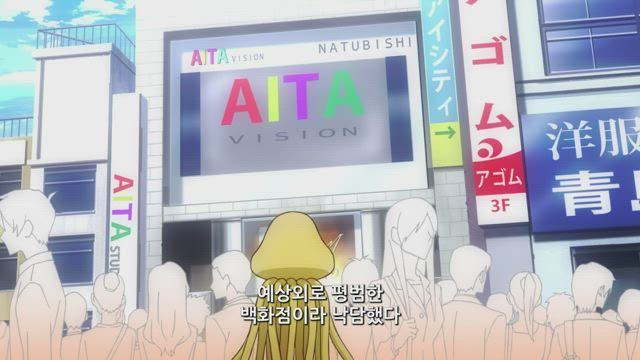 AITA VISION
NATUBISHI
AITA
VISION
アイシティ
アゴム
アゴム
3F
洋服
青
AITA STU
예상외로 평범한
백화점이라 낙담했다